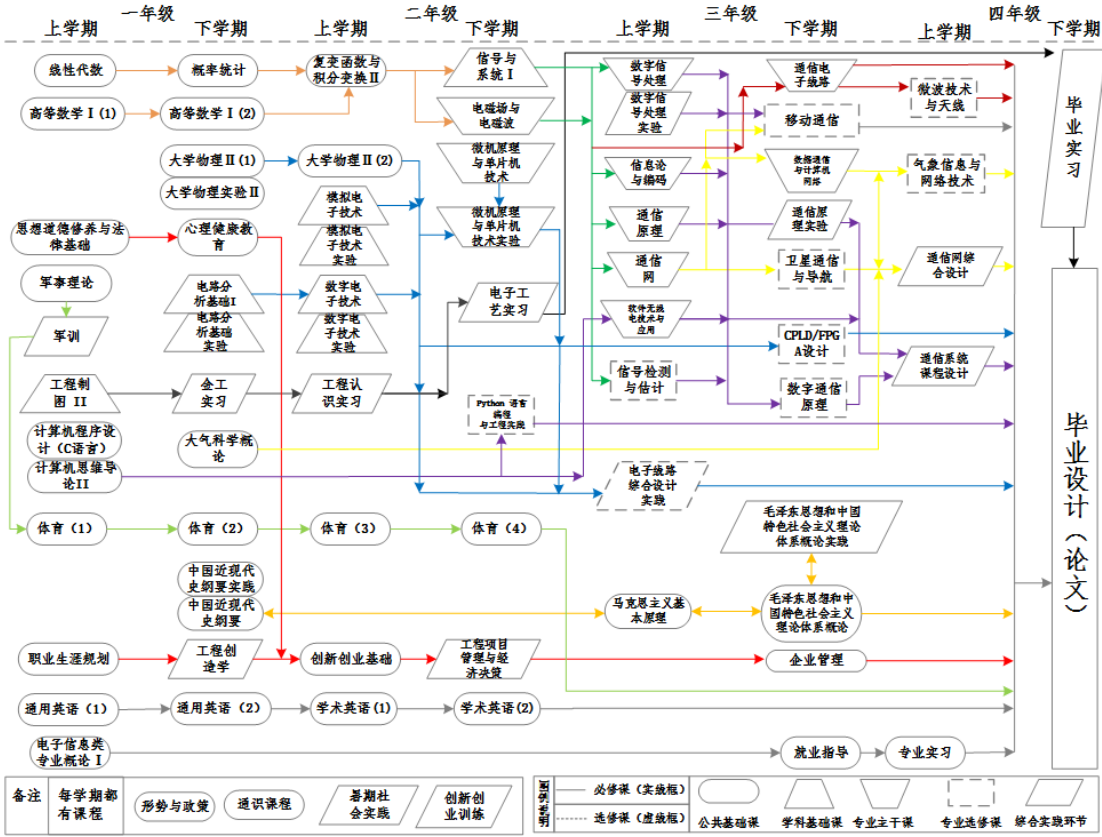 一年级
二年级
三年级
四年级
上学期
下学期
上学期
下学期
上学期
下学期
上学期
下学期
线性代数
概率统计
复变函数与
积分变换Ⅱ
信号与
系统Ⅰ
数字信
号处理
通信电
子线路
微波技术
与天线
毕业实习
高等数学Ⅰ(1)
高等数学Ⅰ(2)
电磁场与
电磁波
数字信
号处理
实验
移动通信
大学物理Ⅱ(1)
大学物理Ⅱ(2)
微机原理
与单片机
技术
信息论
与编码
数据通信
与计算机
网络
气象信息与
网络技术
大学物理实验Ⅱ
模拟电
子技术
微机原理
与单片机
技术实验
通信
原理
通信原
理实验
思想道德修养与法
律基础
心理健康教
育
模拟电
子技术
实验
通信
网
卫星通信
与导航
通信网综
合设计
军事理论
电路分
析基础Ⅰ
数字电
子技术
电子工
艺实习
军训
电路分
析基础
实验
数字电
子技术
实验
软件无线
电技术与
应用
CPLD/FPG
A设计
通信系统
课程设计
工程制
图 II
金工
实习
工程认
识实习
信号检测
与估计
数字通信
原理
Python 语言
编程
与工程实践
毕业设计（论文）
计算机程序设
计（C语言）
大气科学概
论
计算机思维导
论II
电子线路
综合设计
实践
体育（1）
体育（2）
体育（3）
体育（4）
毛泽东思想和中国
特色社会主义理论
体系概论实践
中国近现代
史纲要实践
中国近现代
史纲要
马克思主义基
本原理
毛泽东思想和中
国特色社会主义
理论体系概论
职业生涯规划
工程创
造学
创新创业基础
工程项目
管理与经
济决策
企业管理
通用英语（1）
通用英语（2）
学术英语(1)
学术英语(2)
电子信息类
专业概论Ⅰ
就业指导
专业实习
备注
每学期都
有课程
形势与政策
通识课程
暑期社
会实践
创新创
业训练
必修课（实线框）
选修课（虚线框）
公共基础课
学科基础课
专业主干课
专业选修课
综合实践环节